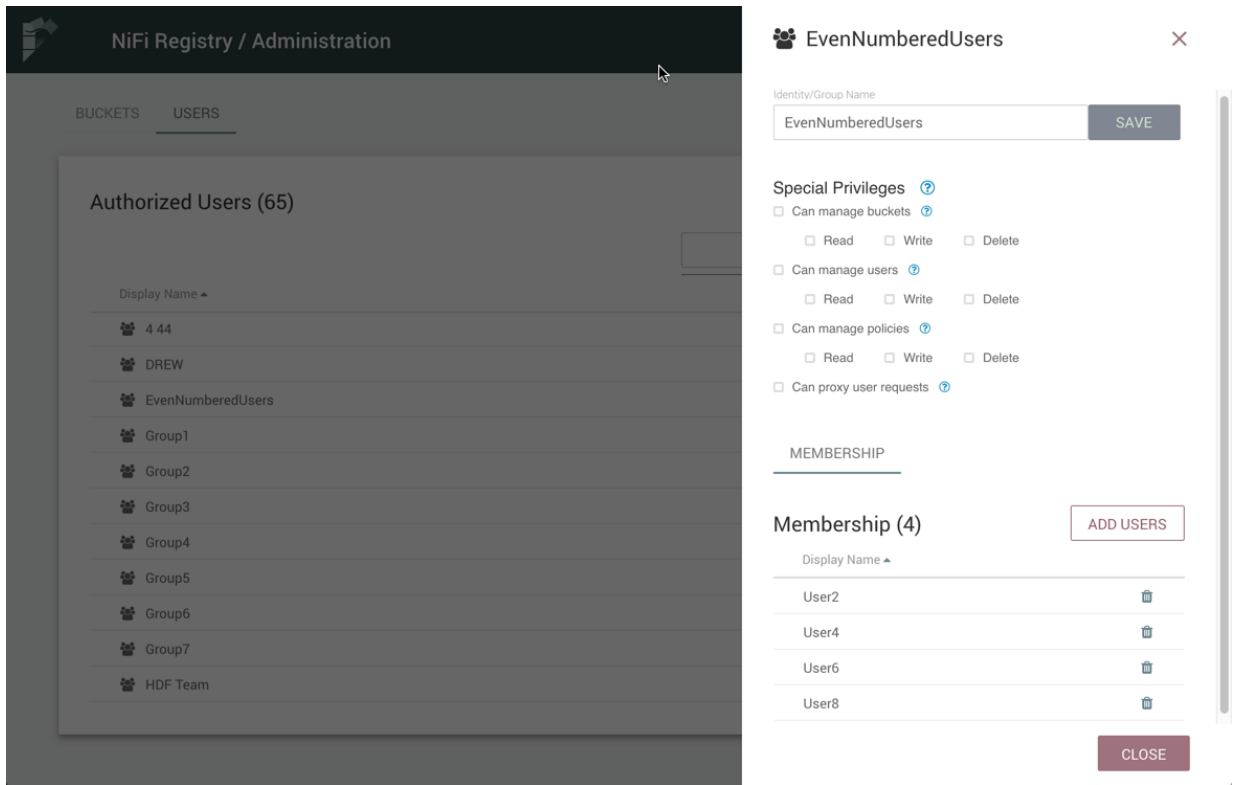 NiFi Registry / Administration
BUCKETS USERS
Authorized Users (65)
Display Name
4 44
DREW
EvenNumberedUsers
Group1
Group2
Group3
Group4
Group5
Group6
Group7
HDF Team
EvenNumberedUsers
Identity/Group Name
EvenNumberedUsers SAVE
Special Privileges ?
Can manage buckets ?
Read Write Delete
Can manage users ?
Read Write Delete
Can manage policies ?
Read Write Delete
Can proxy user requests ?
MEMBERSHIP
Membership (4) ADD USERS
Display Name
User2
User4
User6
User8
CLOSE